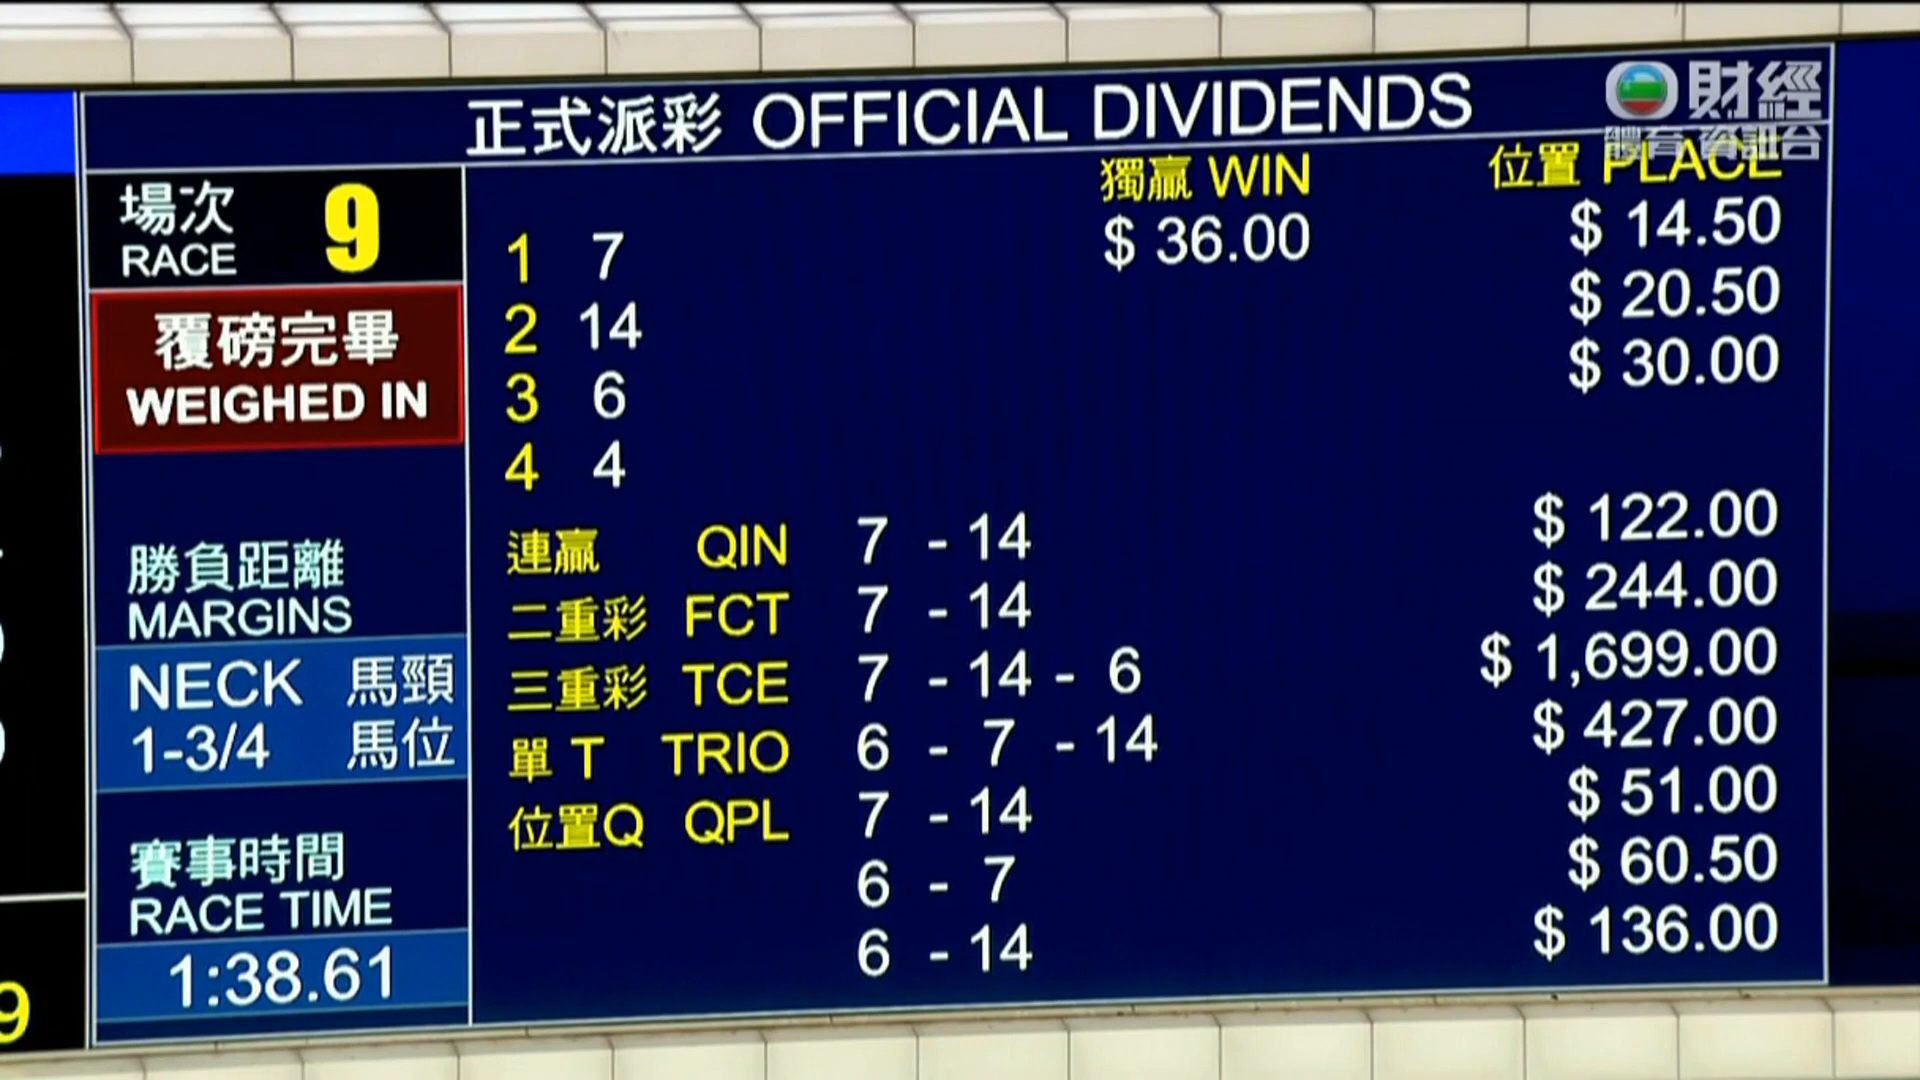 正式派彩 OFFICIAL DIVIDENDS
財經
體育 資訊台
場次
RACE 9
覆磅完畢
WEIGHED IN
勝負距離
MARGINS
NECK 馬頸
1-3/4 馬位
賽事時間
RACE TIME
1:38.61
獨贏 WIN 位置 PLACE
1 7 $ 36.00 $ 14.50
2 14 $ 20.50
3 6 $ 30.00
4 4
連贏 QIN 7 - 14 $ 122.00
二重彩 FCT 7 - 14 $ 244.00
三重彩 TCE 7 - 14 - 6 $ 1,699.00
單 T TRIO 6 - 7 - 14 $ 427.00
位置Q QPL 7 - 14 $ 51.00
6 - 7 $ 60.50
6 - 14 $ 136.00
9